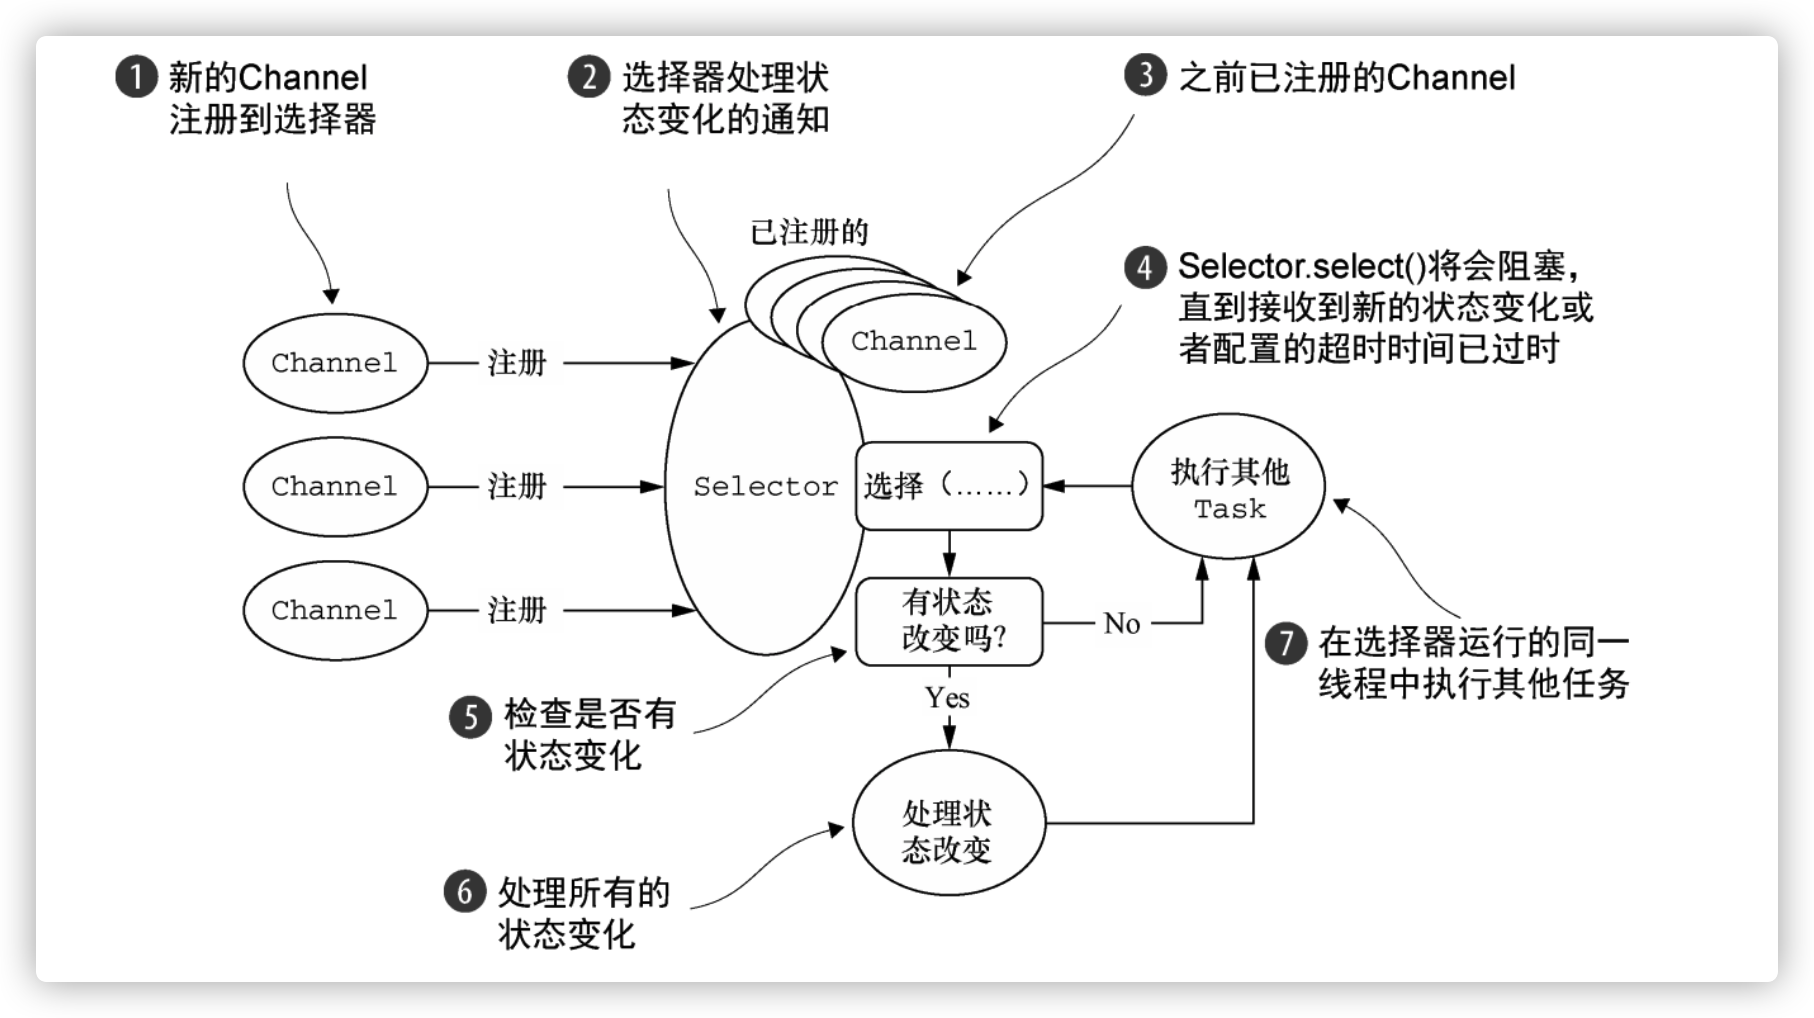 ❶ 新的Channel
注册到选择器
❷ 选择器处理状
态变化的通知
❸ 之前已注册的Channel
已注册的
Channel
❹ Selector.select()将会阻塞，
直到接收到新的状态变化或
者配置的超时时间已过时
Channel
注册
Channel
注册
Channel
注册
Selector
选择（……）
执行其他
Task
有状态
改变吗?
No
Yes
❼ 在选择器运行的同一
线程中执行其他任务
❺ 检查是否有
状态变化
处理状
态改变
❻ 处理所有的
状态变化